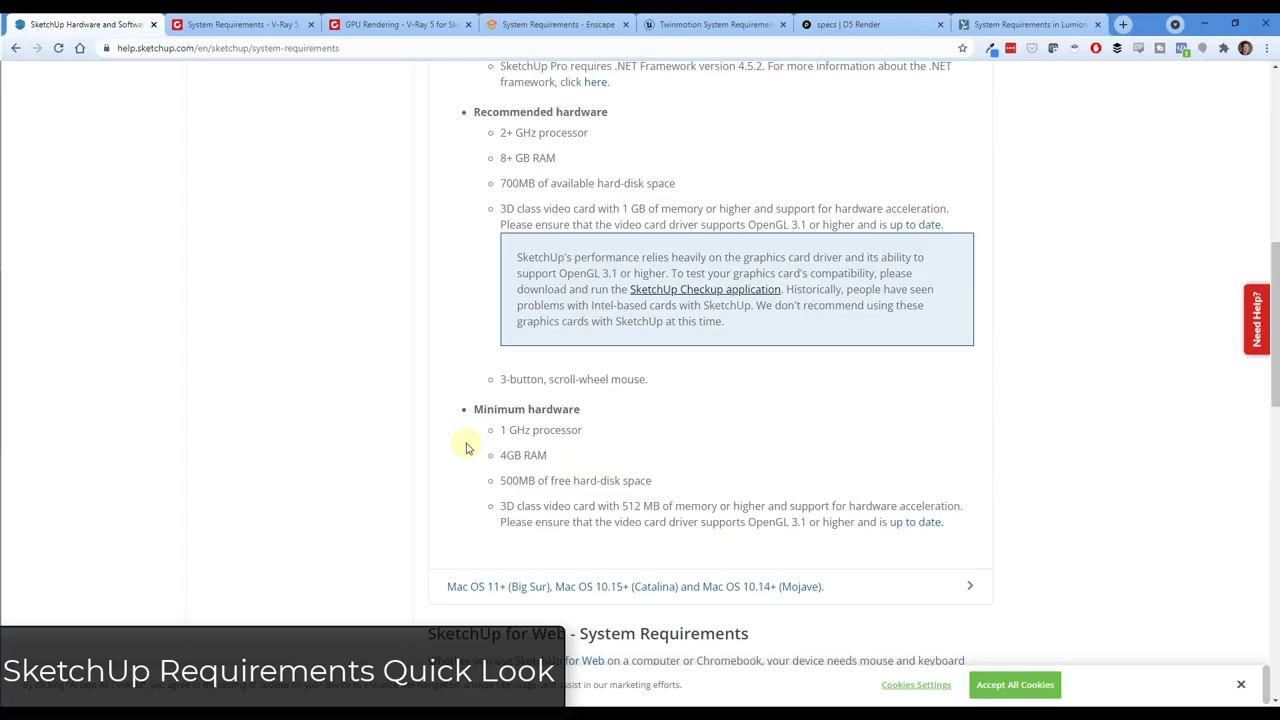 SketchUp Hardware and Softwa
System Requirements - V-Ray 5
GPU Rendering - V-Ray 5 for Sk
System Requirements - Enscape
Twinmotion System Requiremen
specs | D5 Render
System Requirements in Lumion
help.sketchup.com/en/sketchup/system-requirements
SketchUp Pro requires .NET Framework version 4.5.2. For more information about the .NET
framework, click here.
Recommended hardware
2+ GHz processor
8+ GB RAM
700MB of available hard-disk space
3D class video card with 1 GB of memory or higher and support for hardware acceleration.
Please ensure that the video card driver supports OpenGL 3.1 or higher and is up to date.
SketchUp's performance relies heavily on the graphics card driver and its ability to
support OpenGL 3.1 or higher. To test your graphics card's compatibility, please
download and run the SketchUp Checkup application. Historically, people have seen
problems with Intel-based cards with SketchUp. We don't recommend using these
graphics cards with SketchUp at this time.
Need Help?
3-button, scroll-wheel mouse.
Minimum hardware
1 GHz processor
4GB RAM
500MB of free hard-disk space
3D class video card with 512 MB of memory or higher and support for hardware acceleration.
Please ensure that the video card driver supports OpenGL 3.1 or higher and is up to date.
Mac OS 11+ (Big Sur), Mac OS 10.15+ (Catalina) and Mac OS 10.14+ (Mojave).
SketchUp for Web - System Requirements
for Web on a computer or Chromebook, your device needs mouse and keyboard
SketchUp Requirements Quick Look
assist in our marketing efforts.
Cookies Settings
Accept All Cookies